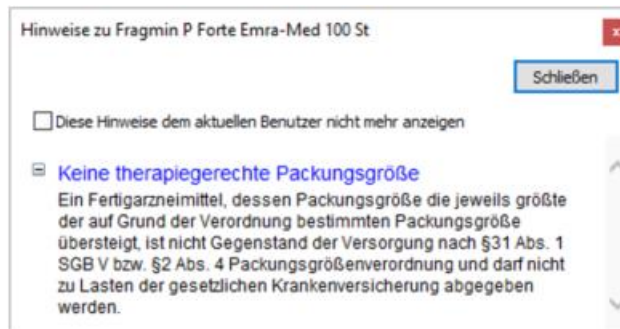 Hinweise zu Fragmin P Forte Emra-Med 100 St
x
Schließen
Diese Hinweise dem aktuellen Benutzer nicht mehr anzeigen
Keine therapiegerechte Packungsgröße
Ein Fertigarzneimittel, dessen Packungsgröße die jeweils größte
der auf Grund der Verordnung bestimmten Packungsgröße
übersteigt, ist nicht Gegenstand der Versorgung nach §31 Abs. 1
SGB V bzw. §2 Abs. 4 Packungsgrößenverordnung und darf nicht
zu Lasten der gesetzlichen Krankenversicherung abgegeben
werden.